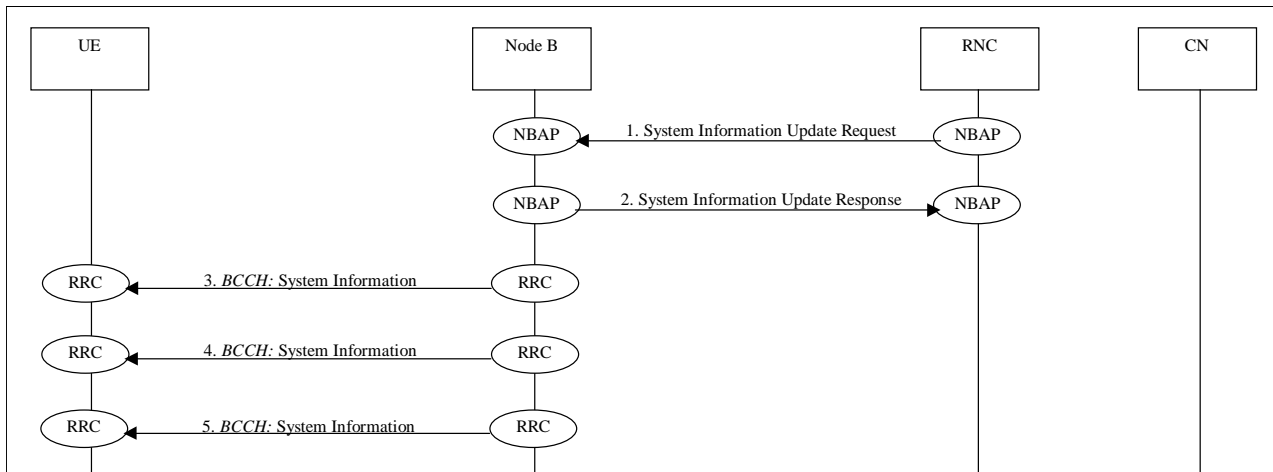 UE
Node B
RNC
CN
NBAP
1. System Information Update Request
NBAP
NBAP
2. System Information Update Response
NBAP
RRC
3. BCCH: System Information
RRC
RRC
4. BCCH: System Information
RRC
RRC
5. BCCH: System Information
RRC